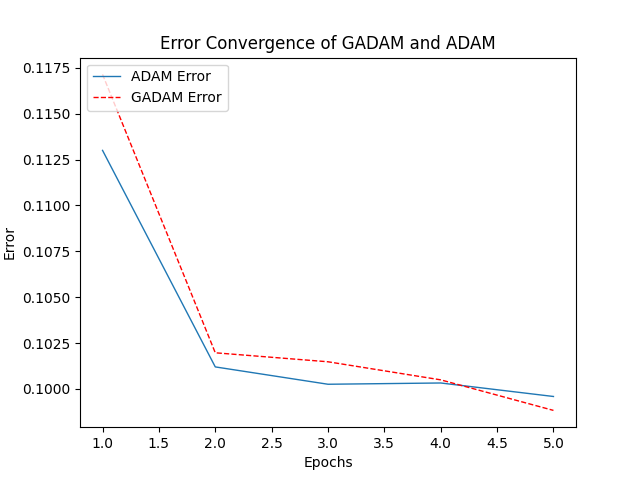 Error Convergence of GADAM and ADAM
ADAM Error
GADAM Error
0.1175
0.1150
0.1125
0.1100
0.1075
0.1050
0.1025
0.1000
Error
1.0 1.5 2.0 2.5 3.0 3.5 4.0 4.5 5.0
Epochs